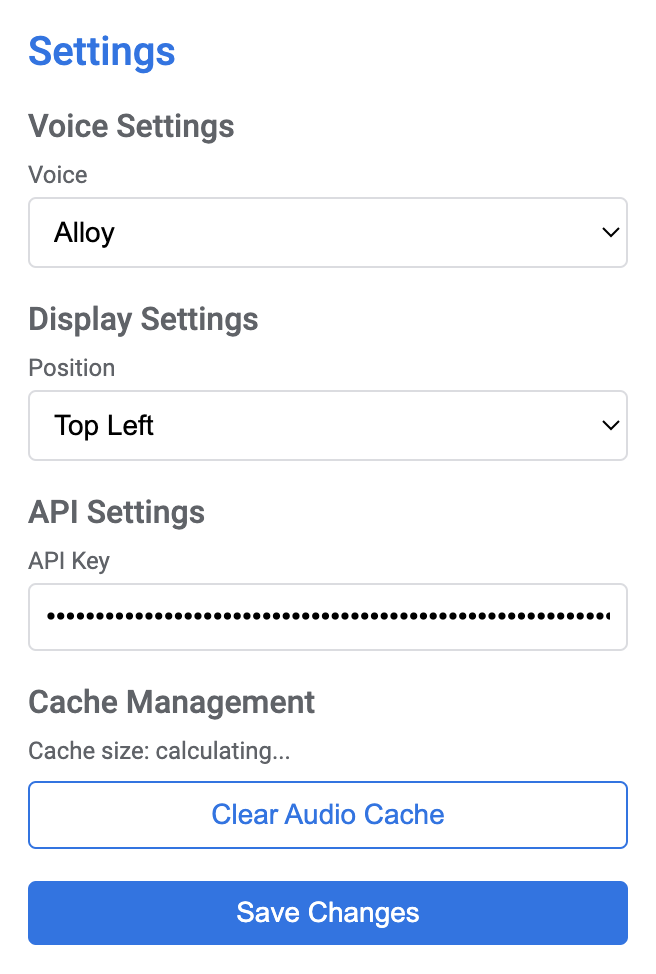 Settings
Voice Settings
Voice
Alloy
Display Settings
Position
Top Left
API Settings
API Key
Cache Management
Cache size: calculating...
Clear Audio Cache
Save Changes